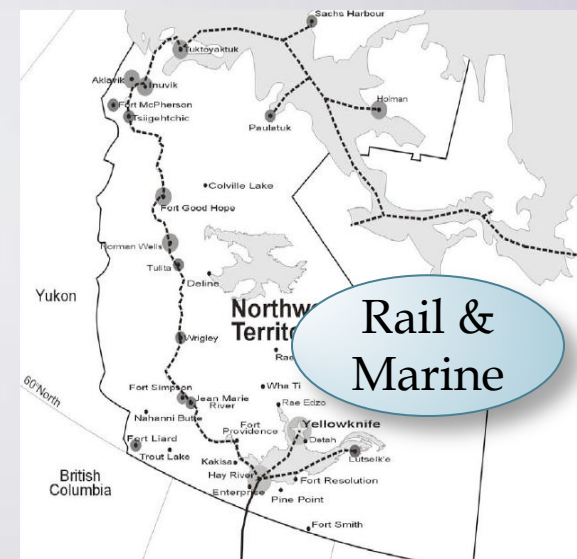 Sachs Harbour
Tuktoyaktuk
Aklavik
Inuvik
Holman
Fort McPherson
Tsiigehtchic
Paulatuk
Colville Lake
Fort Good Hope
Norman Wells
Tulita
Deline
Yukon
Northw
Territo
Rail &
Marine
Wrigley
Rae
60°North
Fort Simpson
Jean Marie
River
Wha Ti
Rae Edzo
Nahanni Butte
Fort
Providence
Yellowknife
Detah
Fort Liard
Trout Lake
Kakisa
Lutselk'e
Hay River
British
Columbia
Enterprise
Fort Resolution
Pine Point
Fort Smith